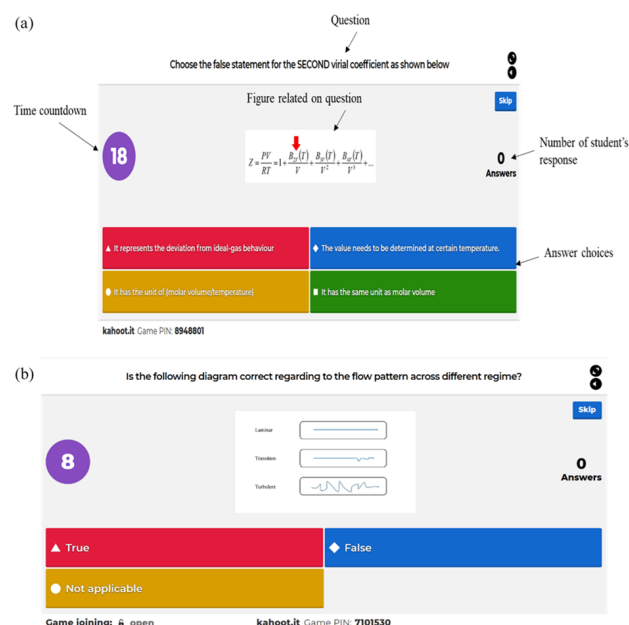 (a)
Question
Choose the false statement for the SECOND virial coefficient as shown below
Time countdown
Figure related on question
Skip
18
Z = PV/RT = 1 + B₂ᵥ(T)/V + B₃ᵥ(T)/V² + B₄ᵥ(T)/V³ + ...
0
Answers
Number of student's
response
It represents the deviation from ideal-gas behaviour
The value needs to be determined at certain temperature.
Answer choices
It has the unit of (molar volume/temperature)
It has the same unit as molar volume
kahoot.it Game PIN: 8948801
(b)
Is the following diagram correct regarding to the flow pattern across different regime?
Skip
8
Laminar
Transition
Turbulent
0
Answers
True
False
Not applicable
Game joining: open
kahoot.it Game PIN: 7101530